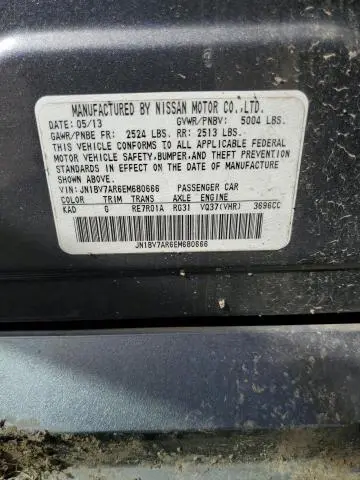 MANUFACTURED BY NISSAN MOTOR CO.,LTD.
DATE: 05/13 GVWR/PNBV: 5004 LBS.
GAWR/PNBE FR: 2524 LBS. RR: 2513 LBS.
THIS VEHICLE CONFORMS TO ALL APPLICABLE FEDERAL
MOTOR VEHICLE SAFETY,BUMPER,AND THEFT PREVENTION
STANDARDS IN EFFECT ON THE DATE OF MANUFACTURE
SHOWN ABOVE.
VIN:JN1BV7AR6EM680666 PASSENGER CAR
COLOR TRIM TRANS AXLE ENGINE
KAD G RE7R01A RG31 VQ37(VHR) 3696CC
JN1BV7AR6EM680666